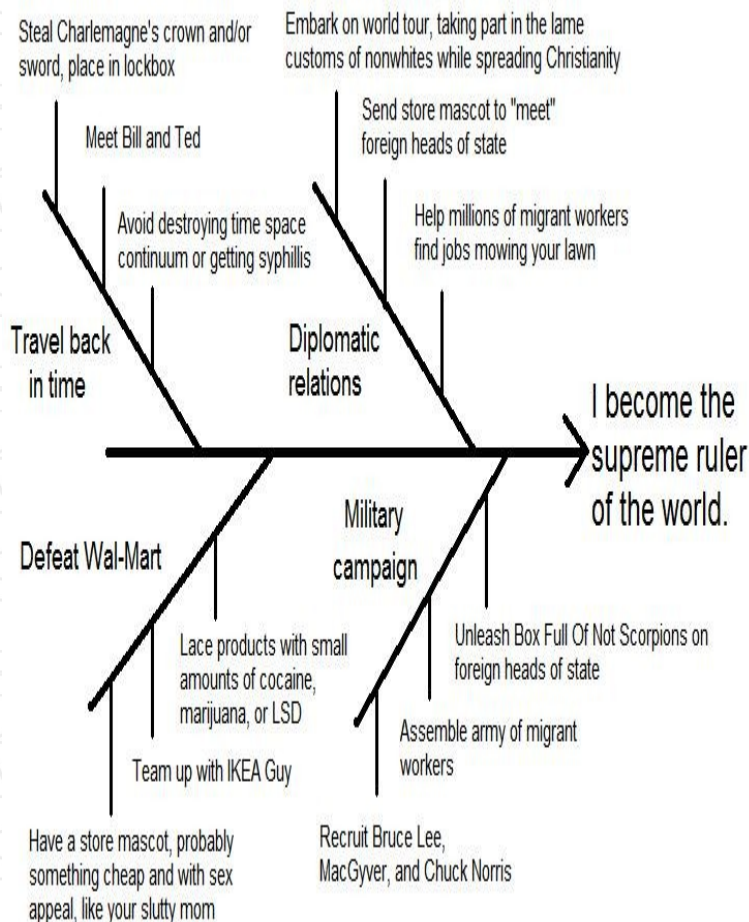 Steal Charlemagne's crown and/or
sword, place in lockbox
Meet Bill and Ted
Avoid destroying time space
continuum or getting syphillis
Travel back
in time
Embark on world tour, taking part in the lame
customs of nonwhites while spreading Christianity
Send store mascot to "meet"
foreign heads of state
Help millions of migrant workers
find jobs mowing your lawn
Diplomatic
relations
I become the
supreme ruler
of the world.
Defeat Wal-Mart
Lace products with small
amounts of cocaine,
marijuana, or LSD
Team up with IKEA Guy
Have a store mascot, probably
something cheap and with sex
appeal, like your slutty mom
Military
campaign
Unleash Box Full Of Not Scorpions on
foreign heads of state
Assemble army of migrant
workers
Recruit Bruce Lee,
MacGyver, and Chuck Norris